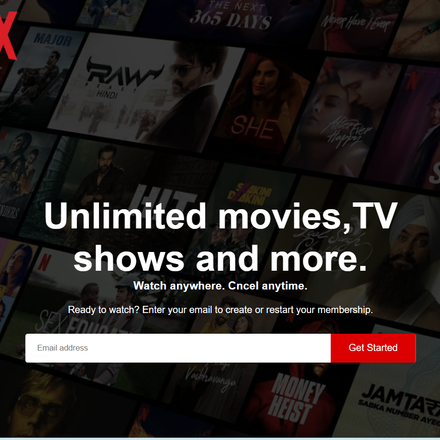 X
THE NEXT
365 DAYS
Never Have I Ever
MAJOR
RAW
HINDI
SHE
After Ever Happy
HIT
Unlimited movies,TV
shows and more.
Watch anywhere. Cncel anytime.
Ready to watch? Enter your email to create or restart your membership.
Email address
Get Started
SEX
MONEY
HEIST
JAMTARA
SABKA NUMBER AYEGA